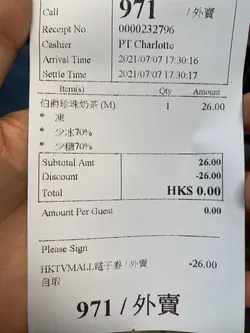 Call 971 /外賣
Receipt No. 0000232796
Cashier PT Charlotte
Arrival Time 2021/07/07 17:30:16
Settle Time 2021/07/07 17:30:17
Item(s) Qty Amount
伯爵珍珠奶茶 (M) 1 26.00
* 凍
* 少冰70%
* 少糖70%
Subtotal Amt 26.00
Discount -26.00
Total HK$ 0.00
Amount Per Guest 0.00
Please Sign
HKTVMALL電子券 / 外賣 -26.00
自取
971 / 外賣